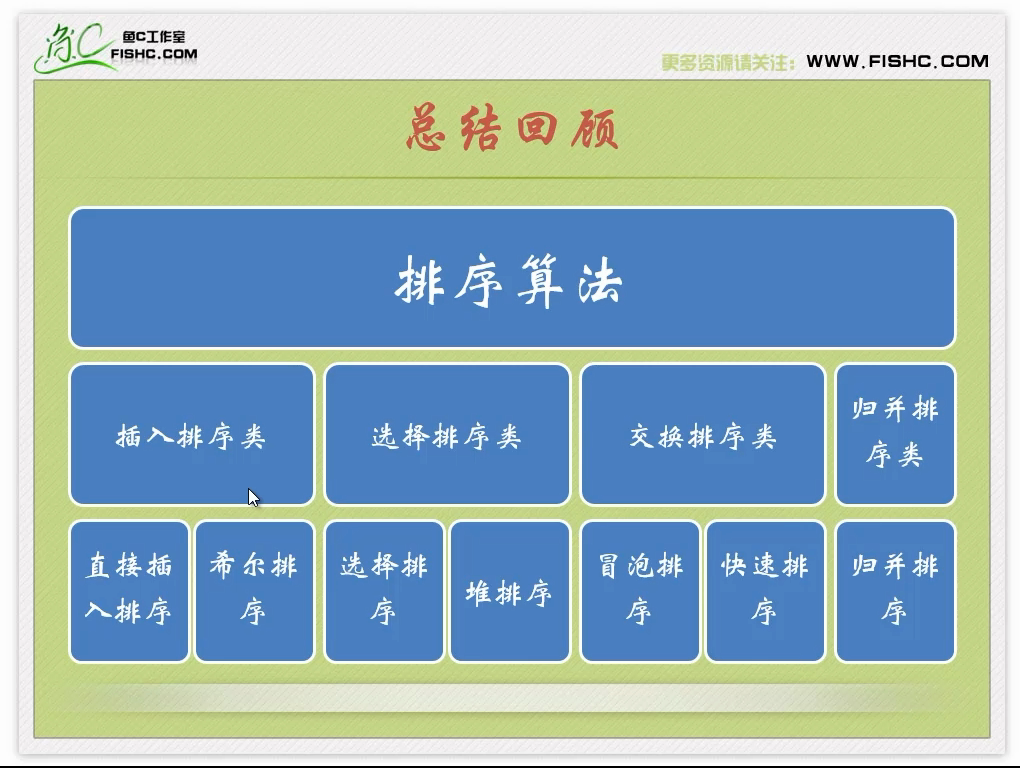 鱼C
鱼C工作室
FISHC.COM
更多资源请关注：WWW.FISHC.COM
总结回顾
排序算法
插入排序类
选择排序类
交换排序类
归并排
序类
直接插
入排序
希尔排
序
选择排
序
堆排序
冒泡排
序
快速排
序
归并排
序